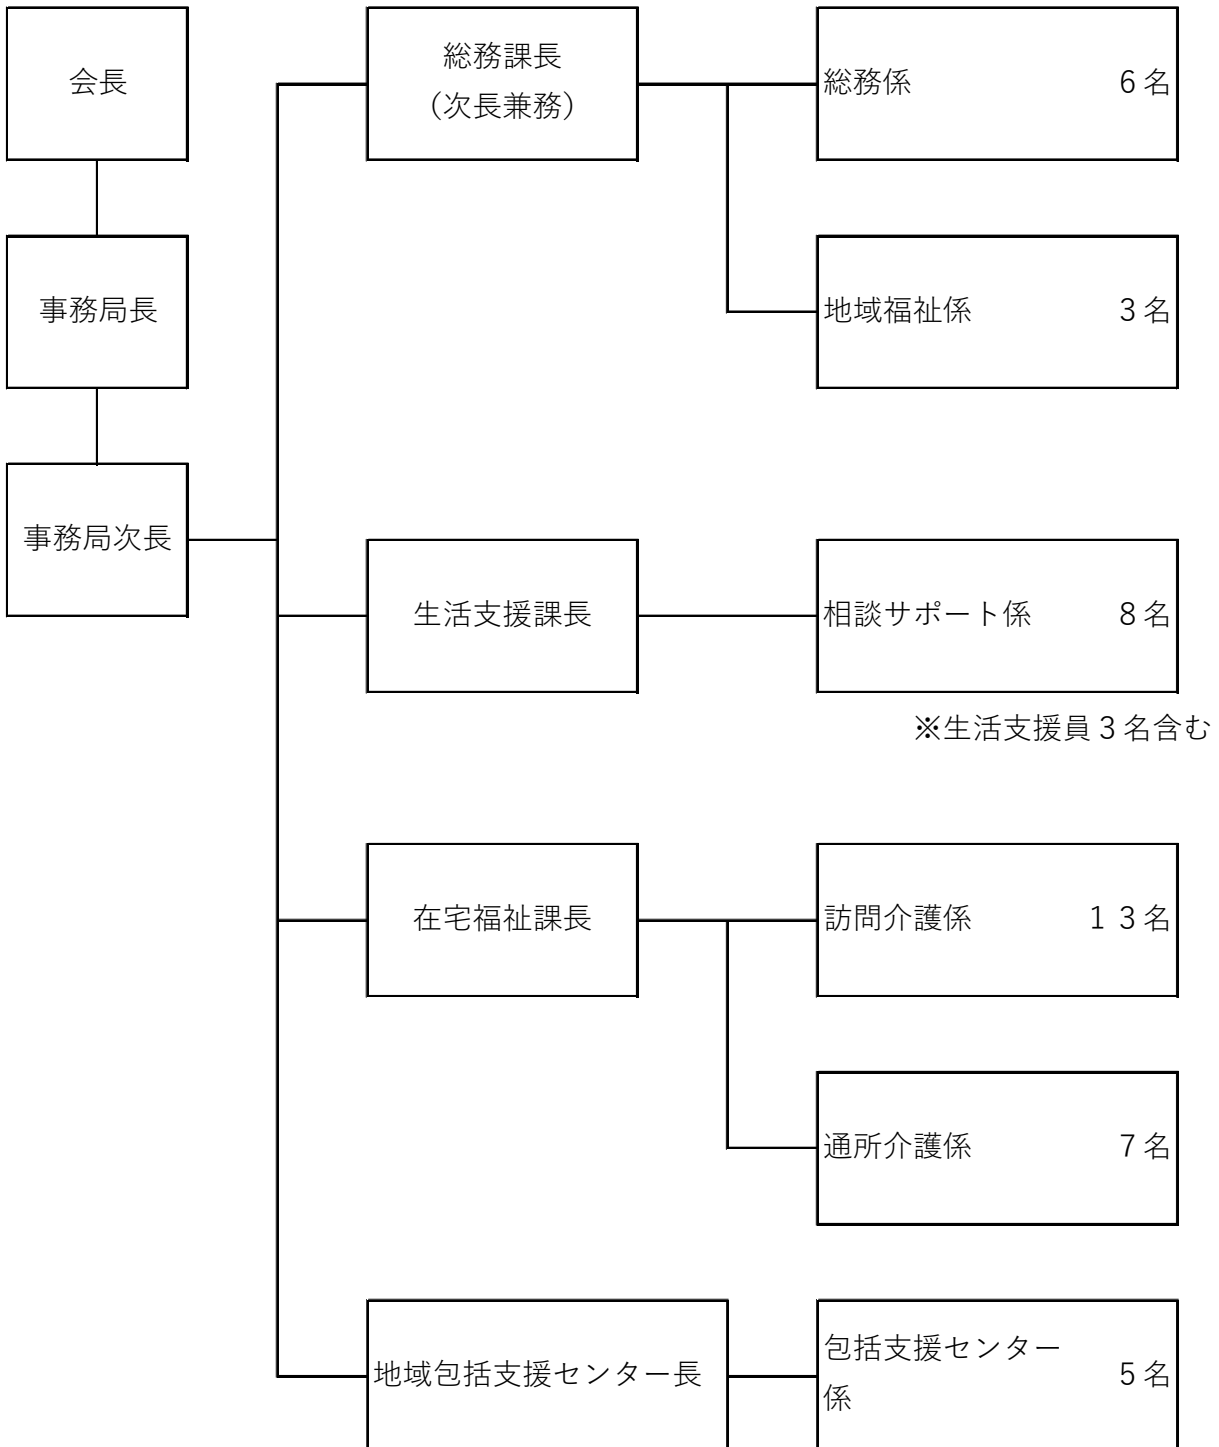 会長
事務局長
事務局次長
総務課長
（次長兼務）
総務係 6名
地域福祉係 3名
生活支援課長
相談サポート係 8名
※生活支援員３名含む
在宅福祉課長
訪問介護係 １３名
通所介護係 7名
地域包括支援センター長
包括支援センター
係 5名